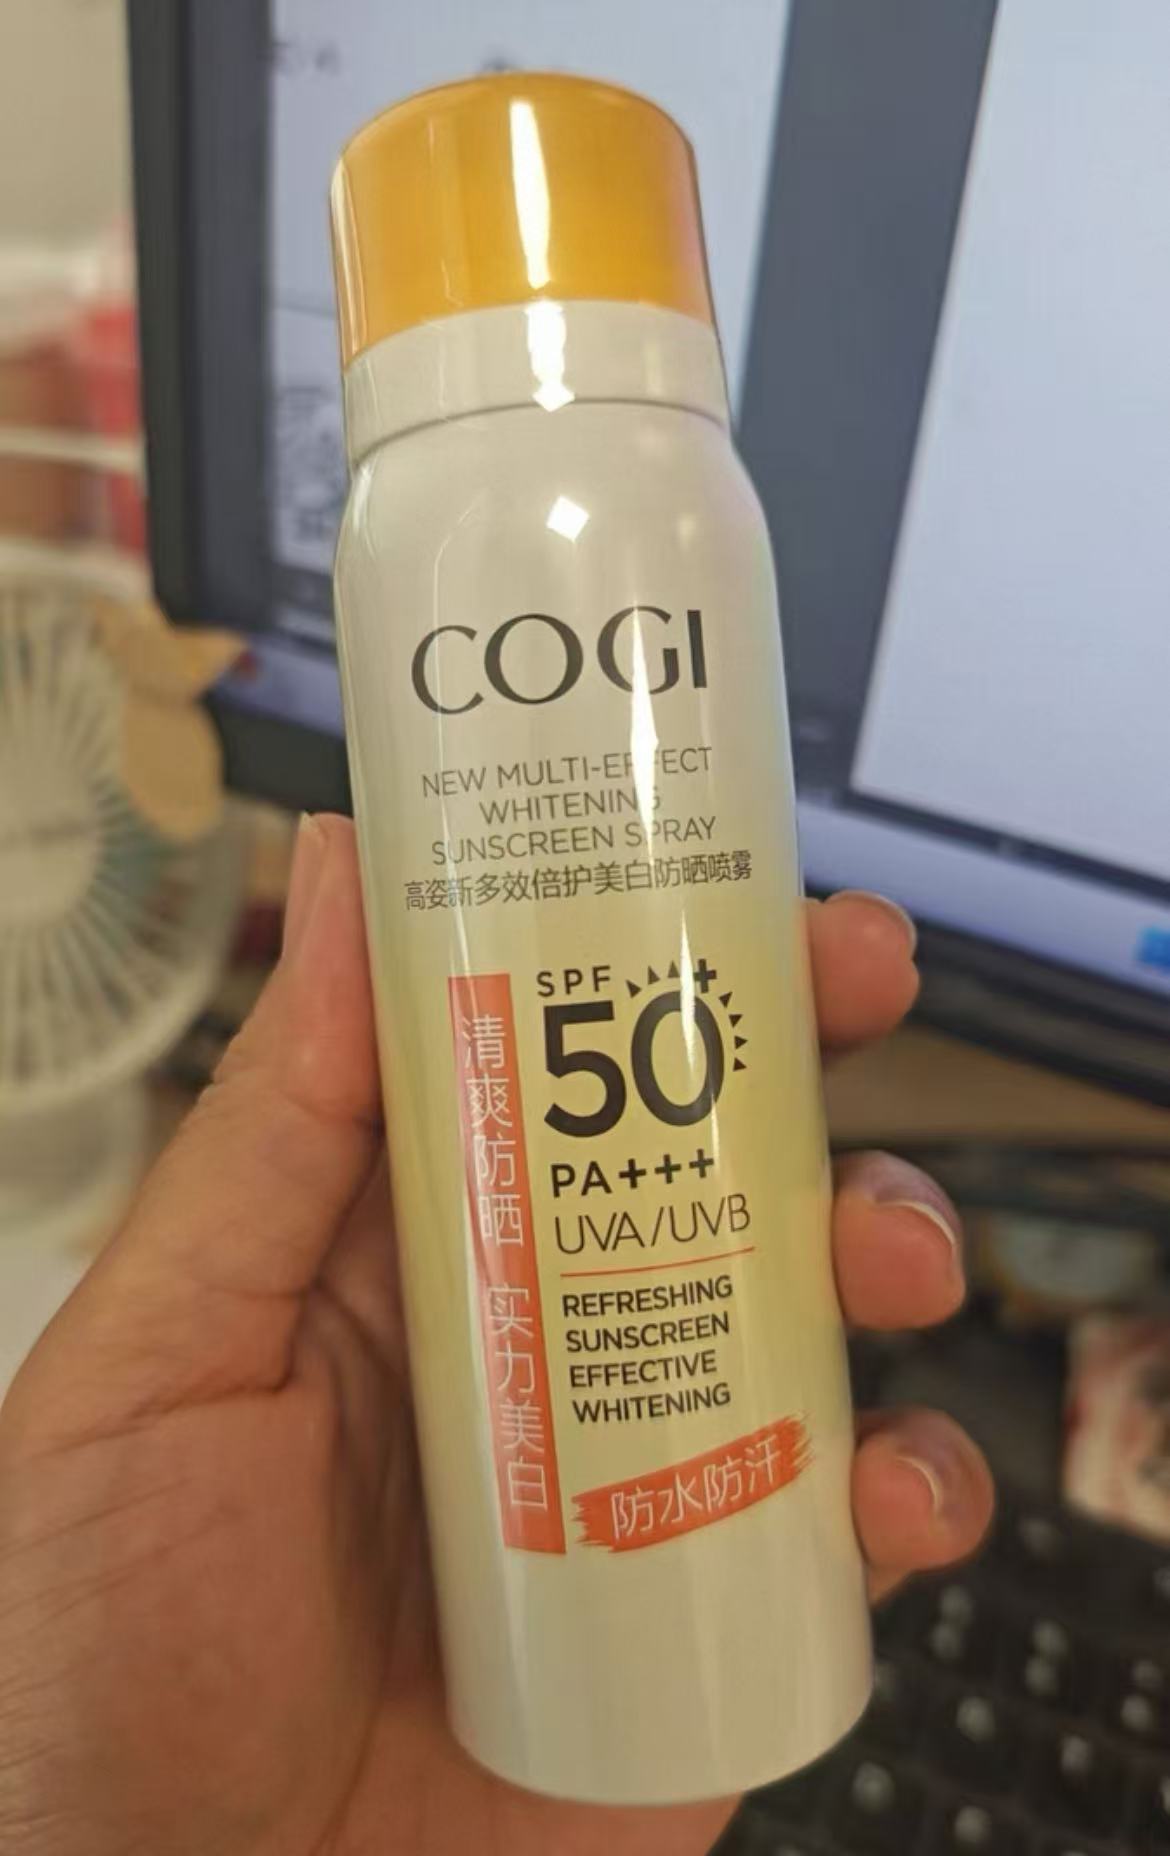 COGI
NEW MULTI-EFFECT
WHITENING
SUNSCREEN SPRAY
高姿新多效倍护美白防晒喷雾
清爽防晒 实力美白
SPF
50+
PA+++
UVA/UVB
REFRESHING
SUNSCREEN
EFFECTIVE
WHITENING
防水防汗